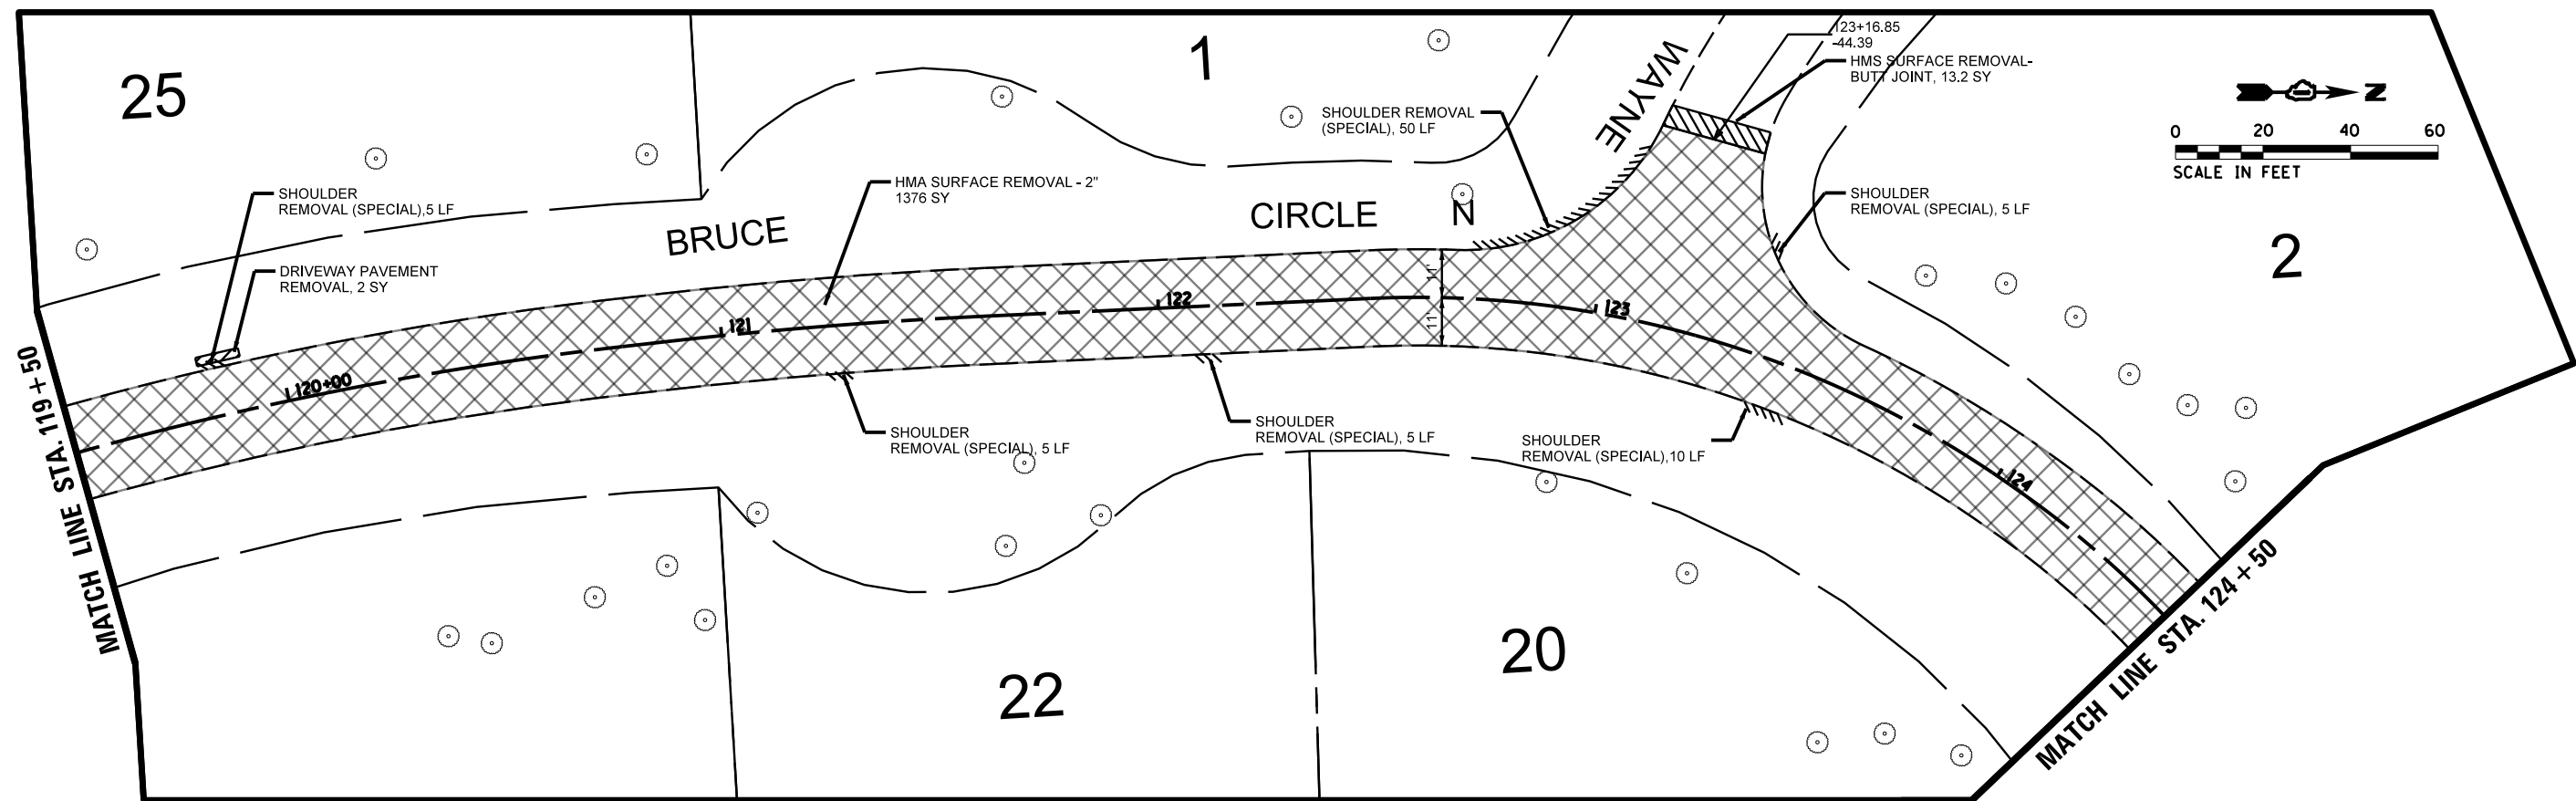 25
1
WAYNE
123+16.85
-44.39
HMS SURFACE REMOVAL-
BUTT JOINT, 13.2 SY
N
0 20 40 60
SCALE IN FEET
SHOULDER REMOVAL
(SPECIAL), 50 LF
SHOULDER
REMOVAL (SPECIAL),5 LF
HMA SURFACE REMOVAL - 2"
1376 SY
SHOULDER
REMOVAL (SPECIAL), 5 LF
BRUCE CIRCLE N
2
DRIVEWAY PAVEMENT
REMOVAL, 2 SY
11'
11'
120+00
121
122
123
124
MATCH LINE STA. 119+50
SHOULDER
REMOVAL (SPECIAL), 5 LF
SHOULDER
REMOVAL (SPECIAL), 5 LF
SHOULDER
REMOVAL (SPECIAL),10 LF
MATCH LINE STA. 124+50
22
20